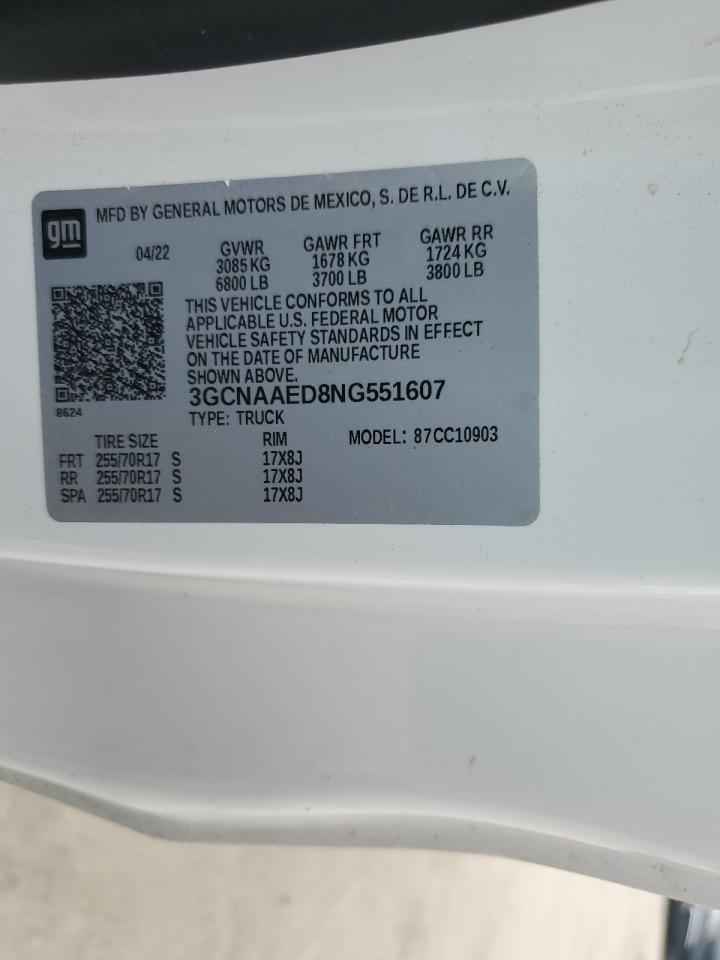 gm
MFD BY GENERAL MOTORS DE MEXICO, S. DE R.L. DE C.V.
04/22 GVWR GAWR FRT GAWR RR
3085 KG 1678 KG 1724 KG
6800 LB 3700 LB 3800 LB
THIS VEHICLE CONFORMS TO ALL
APPLICABLE U.S. FEDERAL MOTOR
VEHICLE SAFETY STANDARDS IN EFFECT
ON THE DATE OF MANUFACTURE
SHOWN ABOVE.
3GCNAAED8NG551607
8624
TYPE: TRUCK
TIRE SIZE RIM MODEL: 87CC10903
FRT 255/70R17 S 17X8J
RR 255/70R17 S 17X8J
SPA 255/70R17 S 17X8J